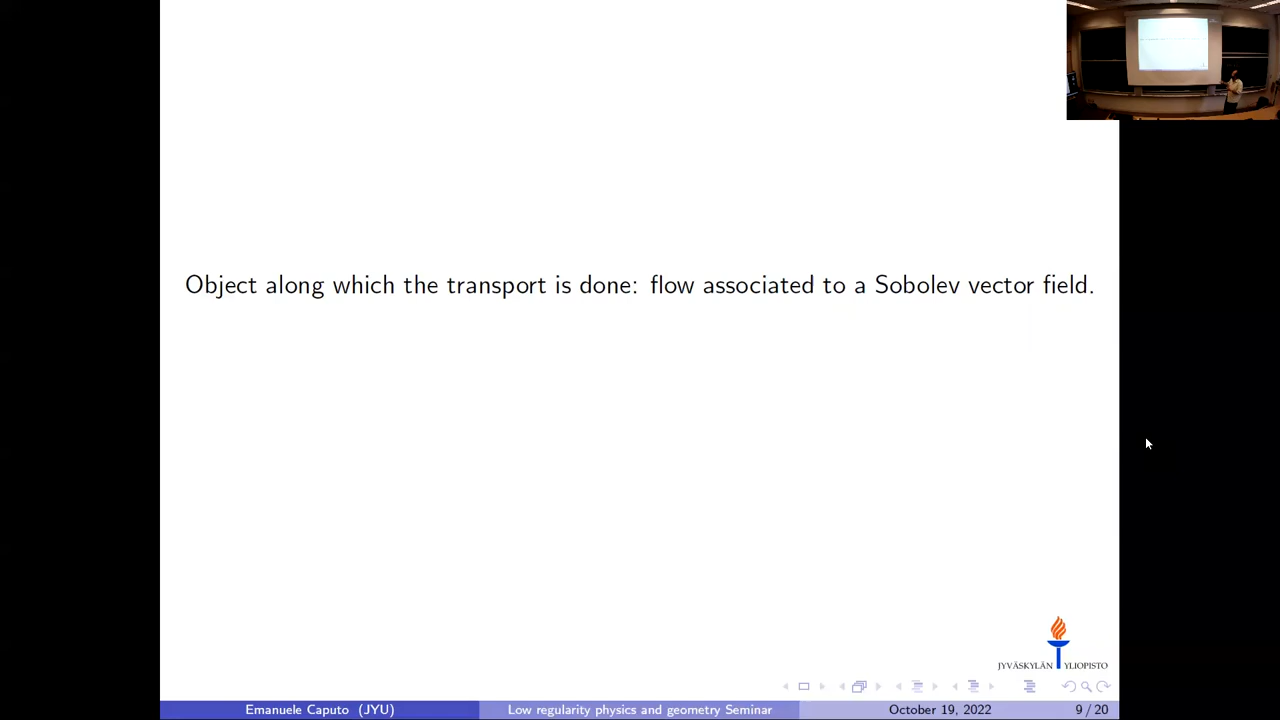 Object along which the transport is done: flow associated to a Sobolev vector field.
JYVÄSKYLÄN YLIOPISTO
Emanuele Caputo (JYU) Low regularity physics and geometry Seminar October 19, 2022 9 / 20